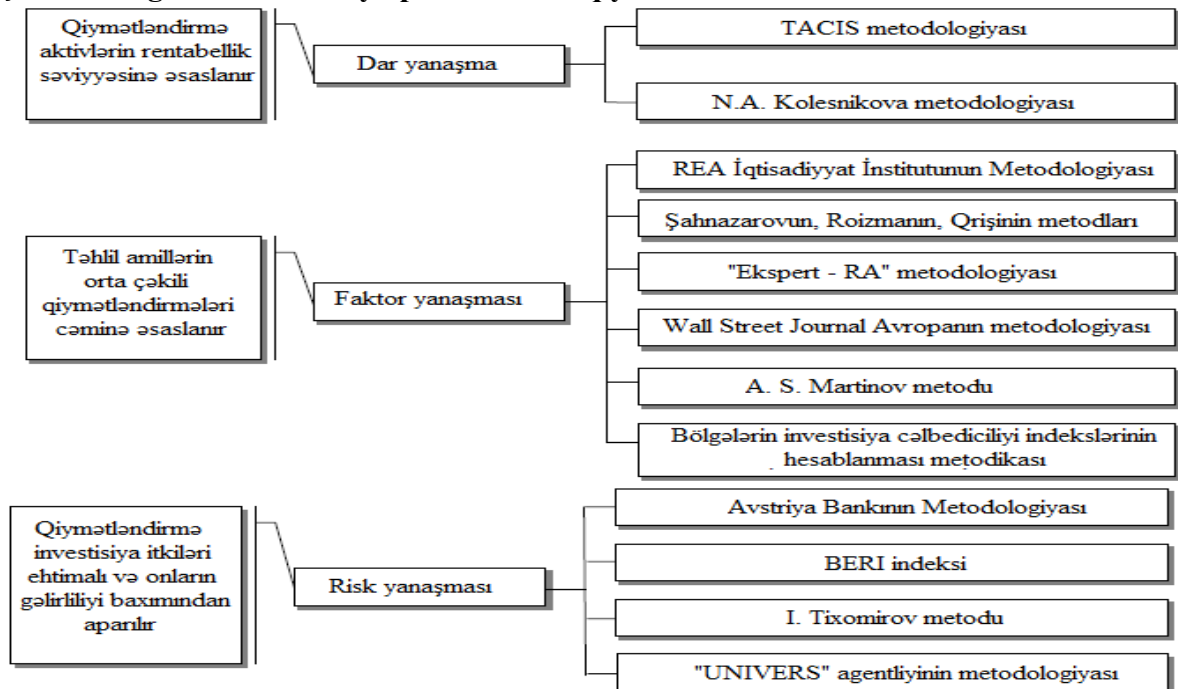 Qiymətləndirmə
aktivlərin rentabellik
səviyyəsinə əsaslanır
Dar yanaşma
TACIS metodologiyası
N.A. Kolesnikova metodologiyası
Təhlil amillərin
orta çəkili
qiymətləndirmələri
cəminə əsaslanır
Faktor yanaşması
REA İqtisadiyyat İnstitutunun Metodologiyası
Şahnazarovun, Roizmanın, Qrişinin metodları
"Ekspert - RA" metodologiyası
Wall Street Journal Avropanın metodologiyası
A. S. Martinov metodu
Bölgələrin investisiya cəlbediciliyi indekslərinin
hesablanması metodikası
Qiymətləndirmə
investisiya itkiləri
ehtimalı və onların
gəlirliliyi baxımından
aparılır
Risk yanaşması
Avstriya Bankının Metodologiyası
BERI indeksi
I. Tixomirov metodu
"UNIVERS" agentliyinin metodologiyası